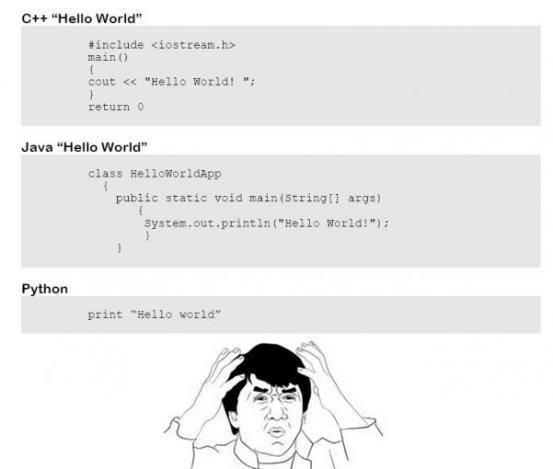 C++ “Hello World”
#include <iostream.h>
main()
{
cout << "Hello World! ";
}
return 0
Java “Hello World”
class HelloWorldApp
{
public static void main(String[] args)
{
System.out.println("Hello World!");
}
}
Python
print “Hello world”